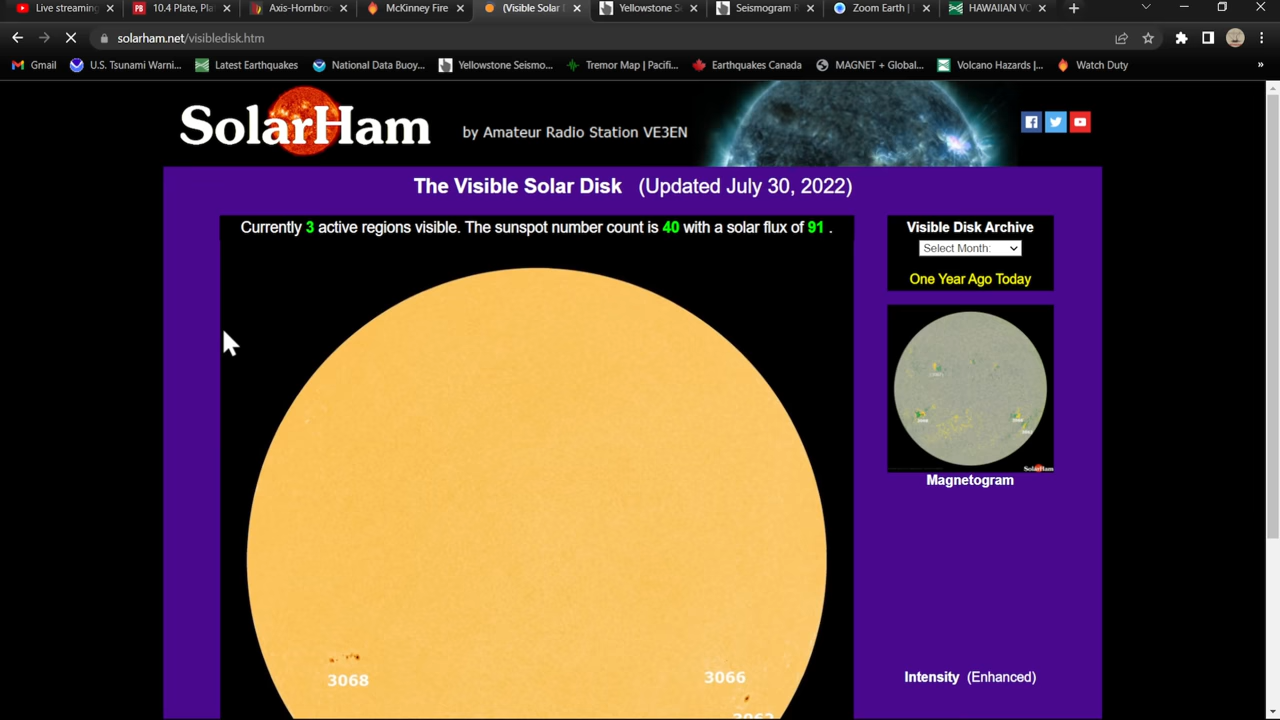 Live streaming
10.4 Plate, Pla
Axis-Hornbroo
McKinney Fire
(Visible Solar
Yellowstone S
Seismogram
Zoom Earth |
HAWAIIAN VO
solarham.net/visibledisk.htm
Gmail
U.S. Tsunami Warni...
Latest Earthquakes
National Data Buoy...
Yellowstone Seismo...
Tremor Map | Pacifi...
Earthquakes Canada
MAGNET + Global...
Volcano Hazards |...
Watch Duty
»
SolarHam
by Amateur Radio Station VE3EN
The Visible Solar Disk (Updated July 30, 2022)
Currently 3 active regions visible. The sunspot number count is 40 with a solar flux of 91 .
Visible Disk Archive
Select Month:
One Year Ago Today
SolarHam
Magnetogram
Intensity (Enhanced)
3068
3066